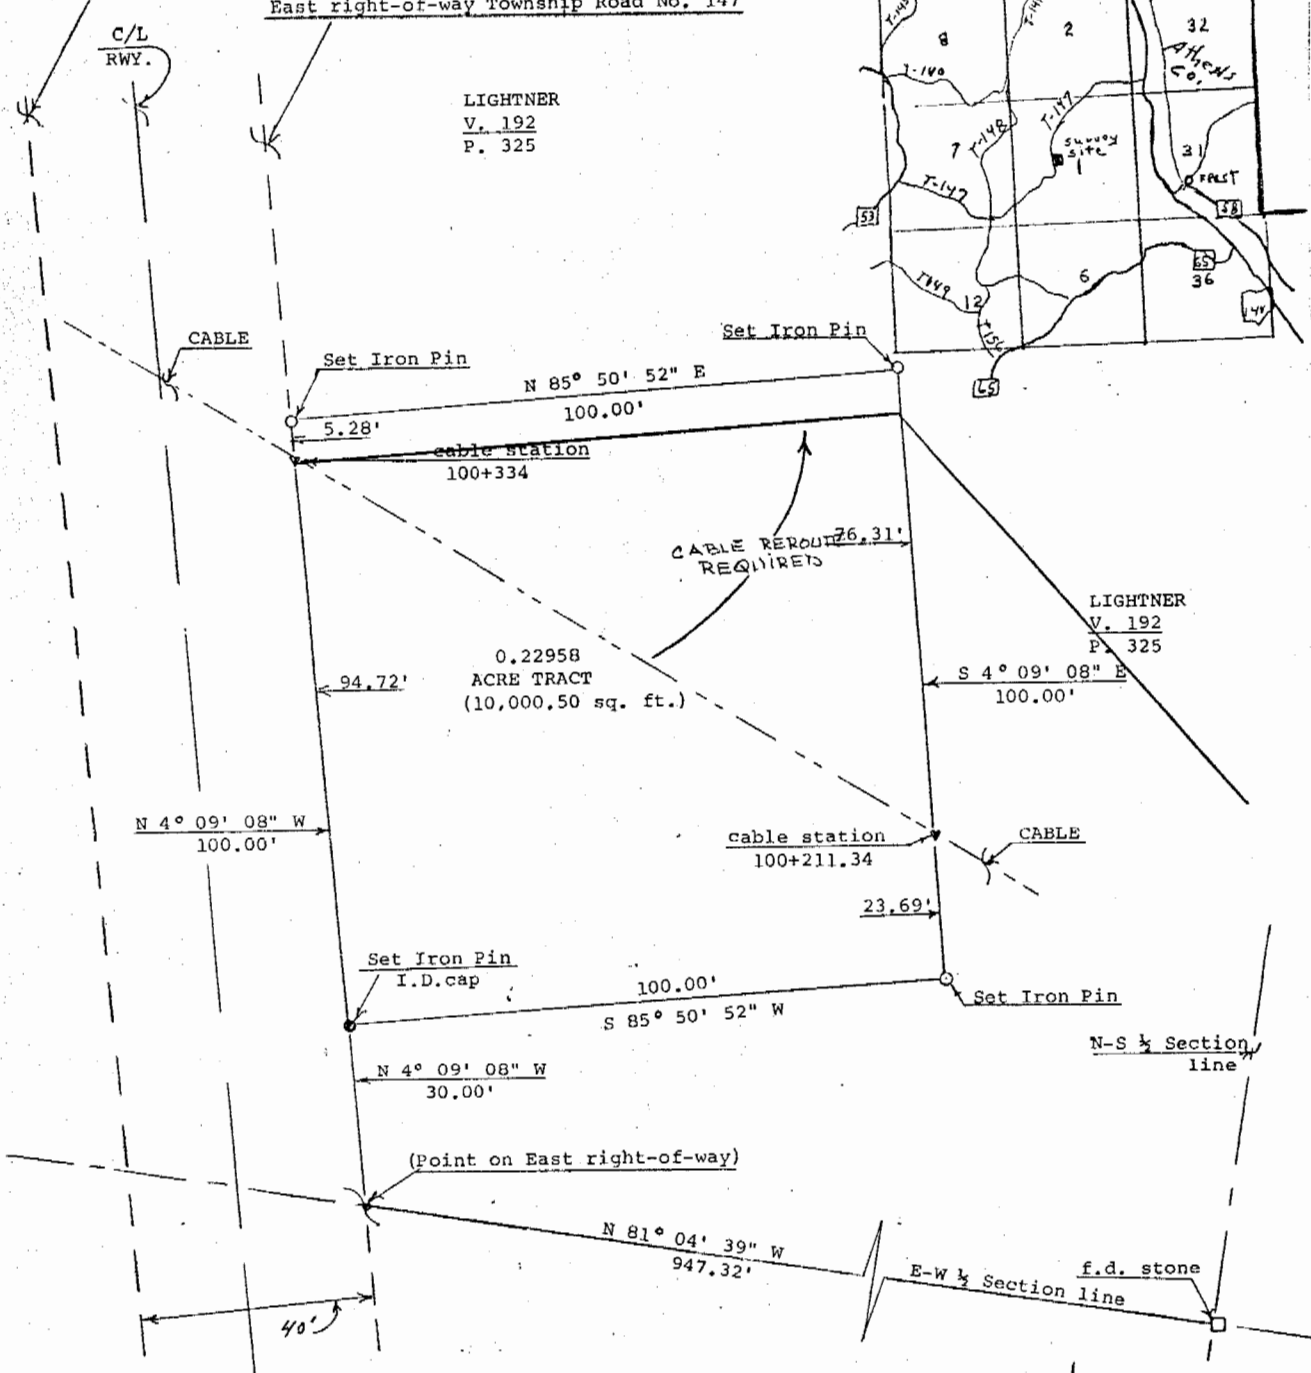 East right-of-way Township Road No. 147
C/L
RWY.
LIGHTNER
V. 192
P. 325
8
2
32
Athens
Co.
T-140
T-148
T-147
7
survey
site
1
31
T-147
53
58
65
36
6
12
65
CABLE
Set Iron Pin
Set Iron Pin
N 85° 50' 52" E
100.00'
5.28'
cable station
100+334
CABLE REROUTE
REQUIRED
76.31'
LIGHTNER
V. 192
P. 325
0.22958
ACRE TRACT
(10,000.50 sq. ft.)
94.72'
S 4° 09' 08" E
100.00'
N 4° 09' 08" W
100.00'
cable station
100+211.34
CABLE
23.69'
Set Iron Pin
I.D.cap
100.00'
S 85° 50' 52" W
Set Iron Pin
N-S ½ Section
line
N 4° 09' 08" W
30.00'
(Point on East right-of-way)
N 81° 04' 39" W
947.32'
E-W ½ Section line
f.d. stone
40'